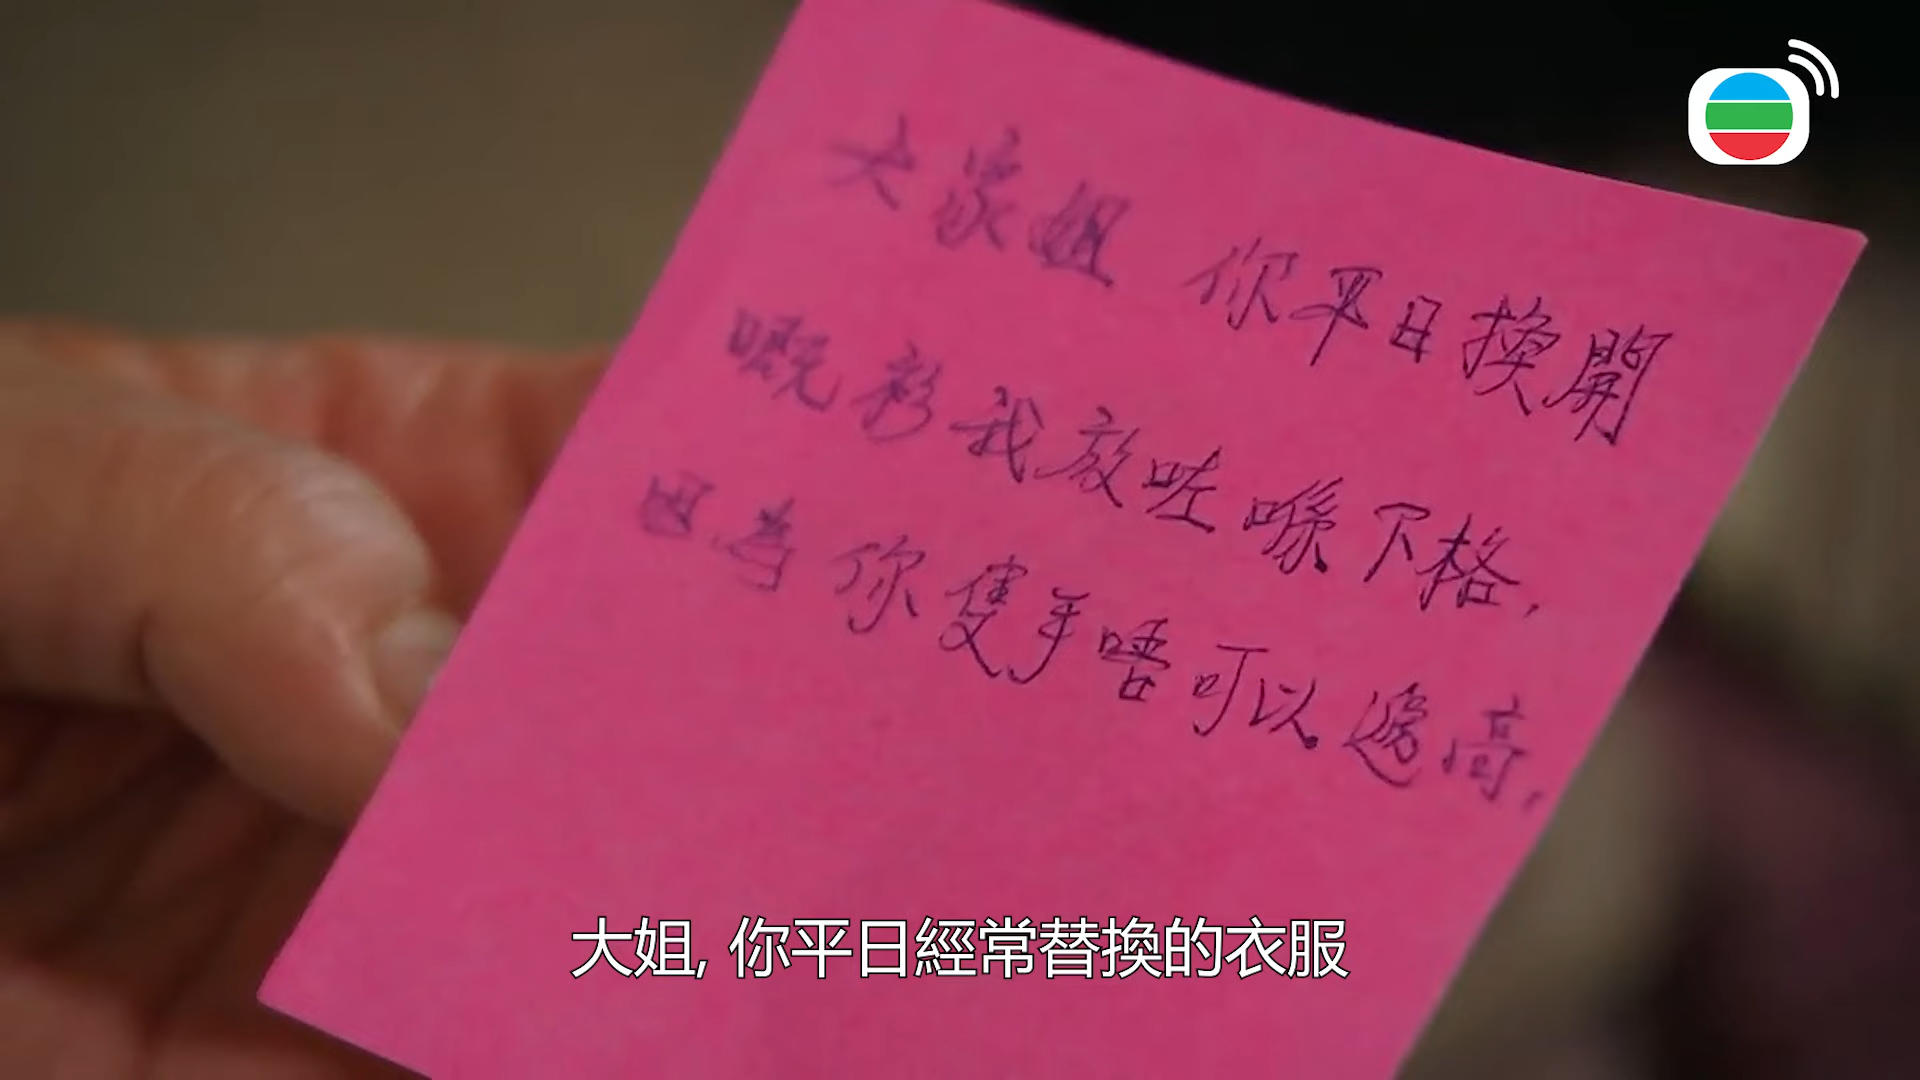 大家姐 你平日換開
嘅衫我放咗喺下格,
因為你隻手唔可以遞高,
大姐, 你平日經常替換的衣服